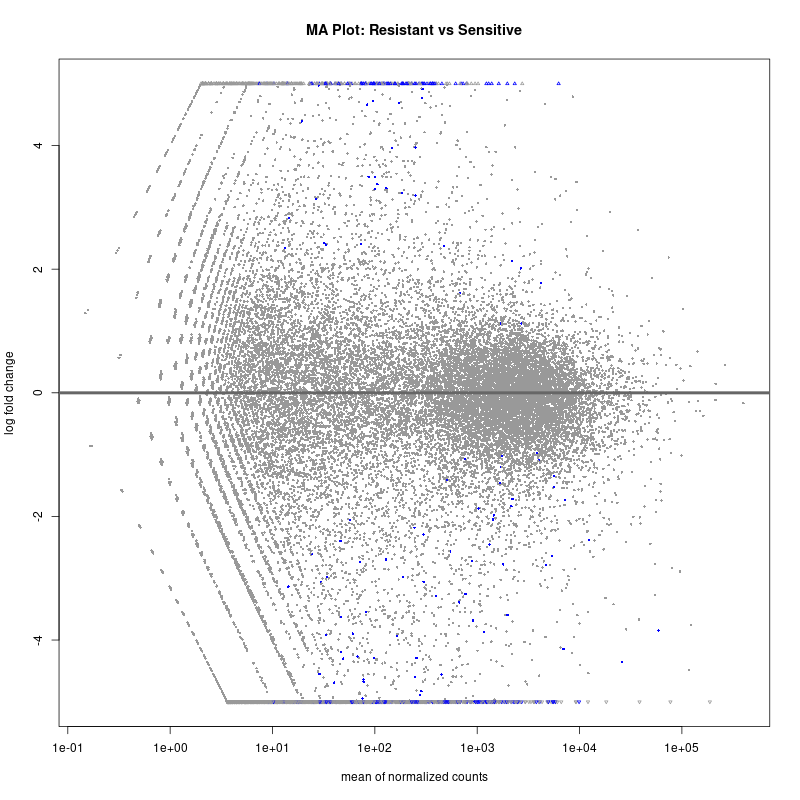 MA Plot: Resistant vs Sensitive
log fold change
4
2
0
-2
-4
1e-01
1e+00
1e+01
1e+02
1e+03
1e+04
1e+05
mean of normalized counts